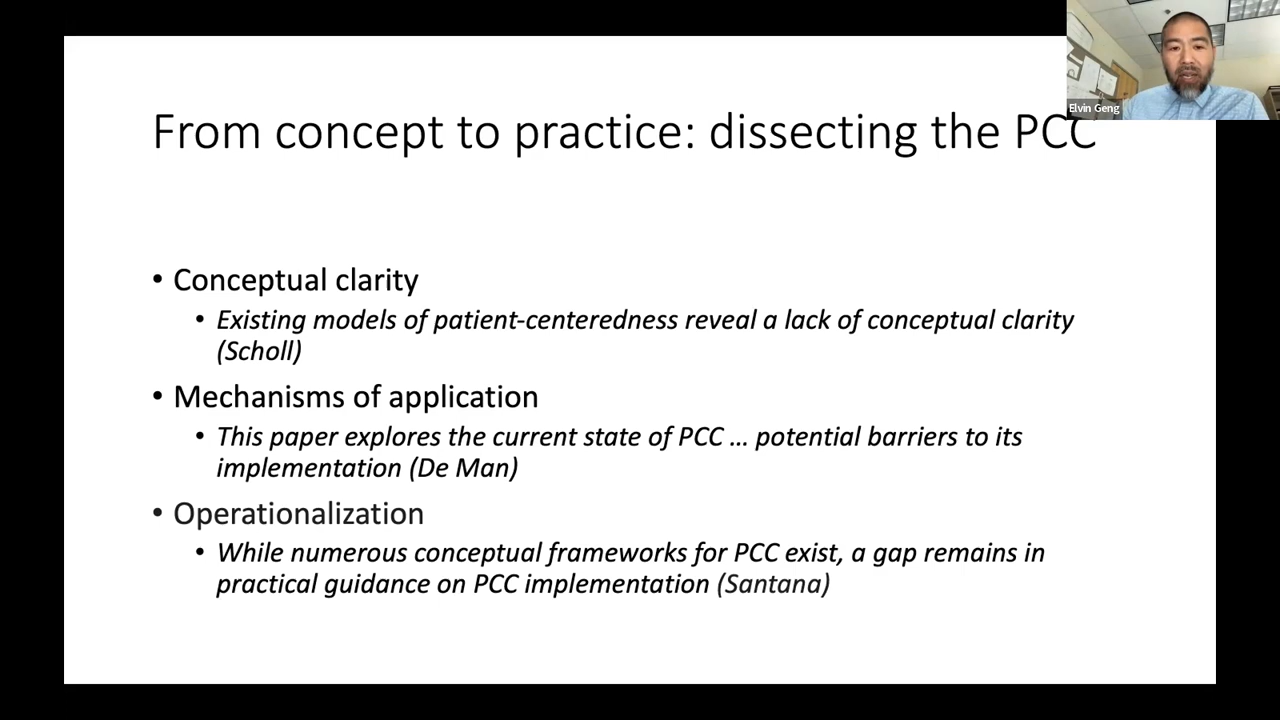 From concept to practice: dissecting the PCC
Elvin Geng
• Conceptual clarity
• Existing models of patient-centeredness reveal a lack of conceptual clarity
(Scholl)
• Mechanisms of application
• This paper explores the current state of PCC ... potential barriers to its
implementation (De Man)
• Operationalization
• While numerous conceptual frameworks for PCC exist, a gap remains in
practical guidance on PCC implementation (Santana)